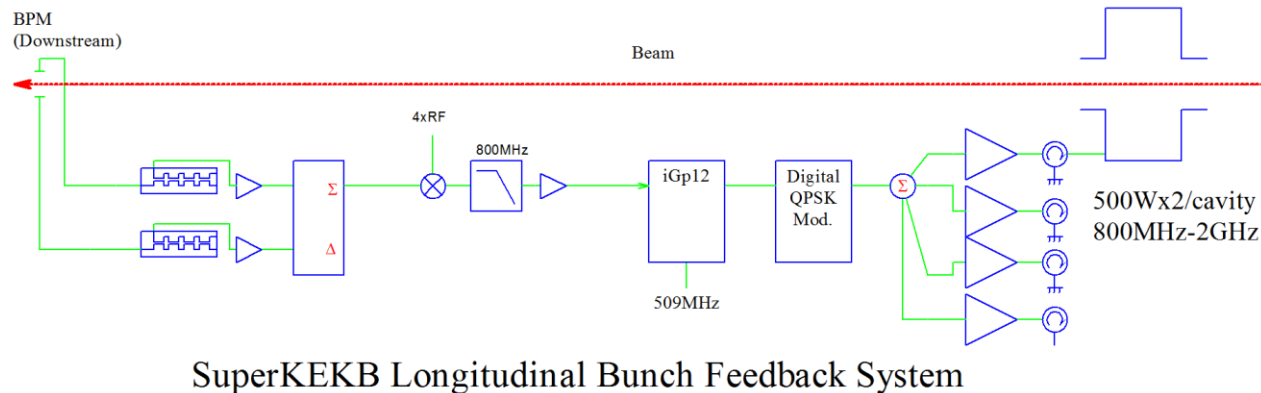 BPM
(Downstream)
Beam
4xRF
800MHz
Σ
Δ
iGp12
509MHz
Digital
QPSK
Mod.
Σ
500Wx2/cavity
800MHz-2GHz
SuperKEKB Longitudinal Bunch Feedback System